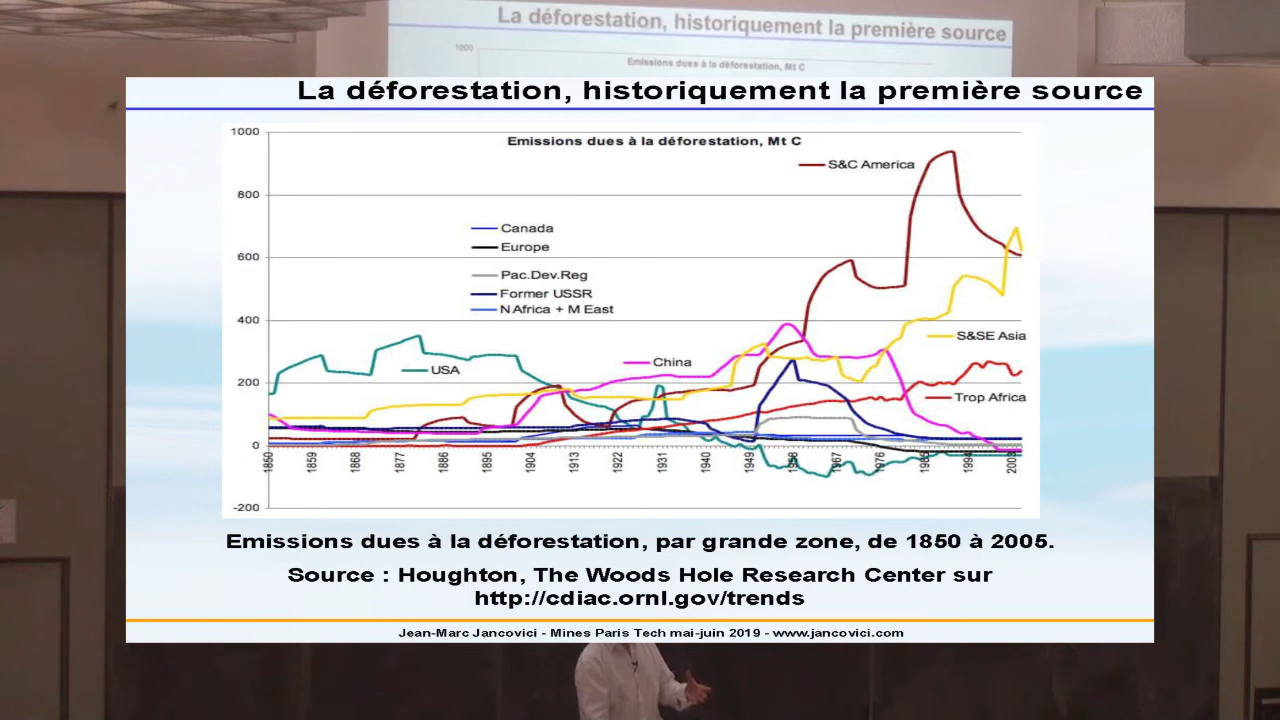 La déforestation, historiquement la première source
1000
Emissions dues à la déforestation, Mt C
La déforestation, historiquement la première source
1000
Emissions dues à la déforestation, Mt C
S&C America
800
Canada
Europe
600
Pac.Dev.Reg
Former USSR
N Africa + M East
400
S&SE Asia
China
USA
200
Trop Africa
0
1850 1859 1868 1877 1886 1895 1904 1913 1922 1931 1940 1949 1958 1967 1976 1985 1994 2003
-200
Emissions dues à la déforestation, par grande zone, de 1850 à 2005.
Source : Houghton, The Woods Hole Research Center sur
http://cdiac.ornl.gov/trends
Jean-Marc Jancovici - Mines Paris Tech mai-juin 2019 - www.jancovici.com